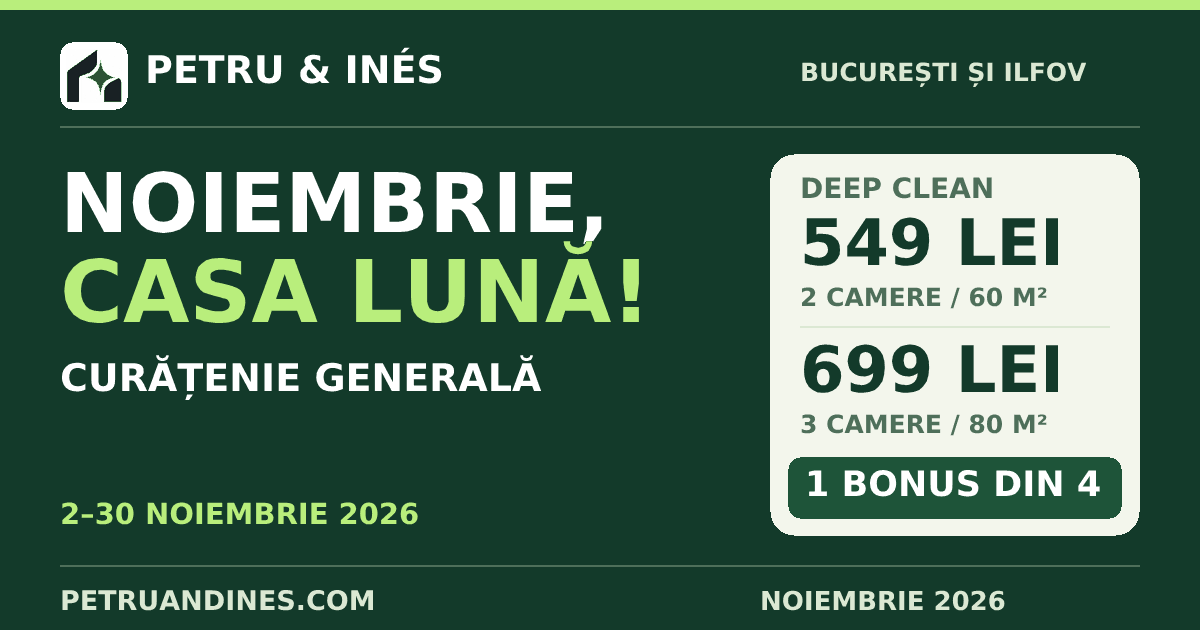 PETRU & INÉS
BUCUREȘTI ȘI ILFOV
NOIEMBRIE,
CASA LUNĂ!
CURĂȚENIE GENERALĂ
2–30 NOIEMBRIE 2026
DEEP CLEAN
549 LEI
2 CAMERE / 60 M²
699 LEI
3 CAMERE / 80 M²
1 BONUS DIN 4
PETRUANDINES.COM
NOIEMBRIE 2026